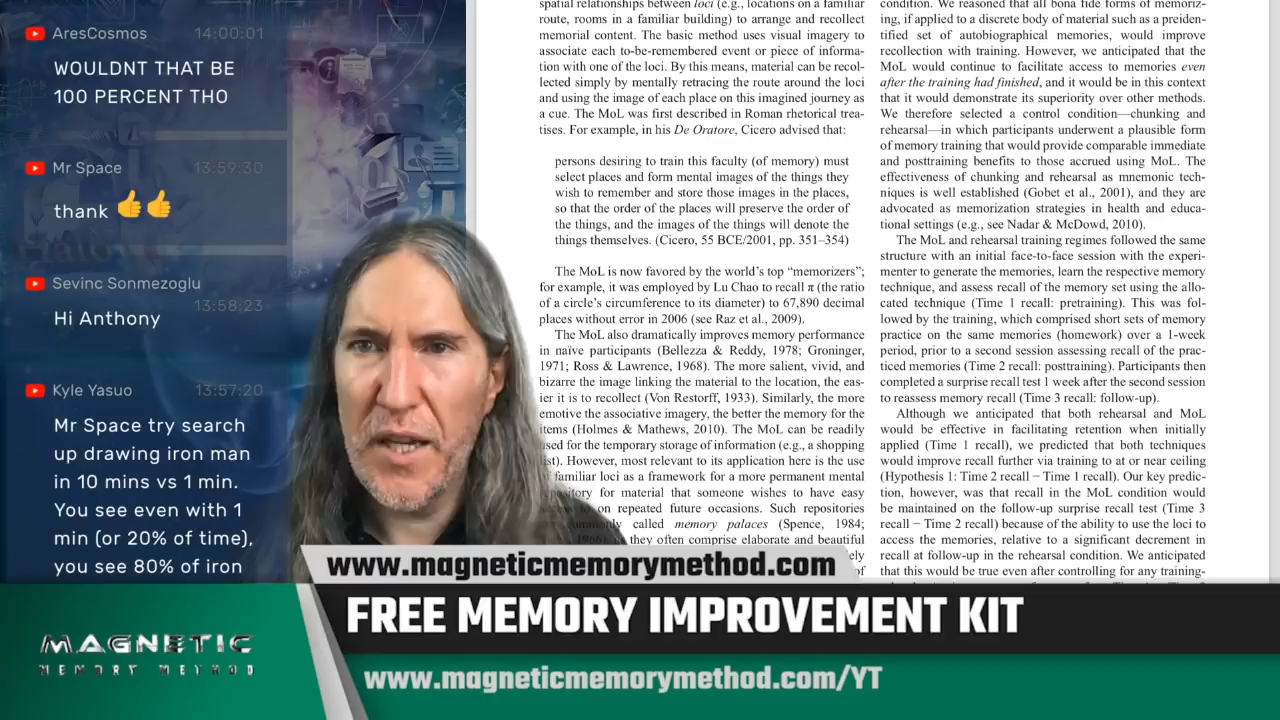 AresCosmos 14:00:01
WOULDNT THAT BE
100 PERCENT THO
Mr Space 13:59:30
thank 👍👍
Sevinc Sonmezoglu
13:58:23
Hi Anthony
Kyle Yasuo 13:57:20
Mr Space try search
up drawing iron man
in 10 mins vs 1 min.
You see even with 1
min (or 20% of time),
you see 80% of iron
spatial relationships between loci (e.g., locations on a familiar
route, rooms in a familiar building) to arrange and recollect
memorial content. The basic method uses visual imagery to
associate each to-be-remembered event or piece of informa-
tion with one of the loci. By this means, material can be recol-
lected simply by mentally retracing the route around the loci
and using the image of each place on this imagined journey as
a cue. The MoL was first described in Roman rhetorical trea-
tises. For example, in his De Oratore, Cicero advised that:
persons desiring to train this faculty (of memory) must
select places and form mental images of the things they
wish to remember and store those images in the places,
so that the order of the places will preserve the order of
the things, and the images of the things will denote the
things themselves. (Cicero, 55 BCE/2001, pp. 351–354)
The MoL is now favored by the world's top “memorizers”;
for example, it was employed by Lu Chao to recall π (the ratio
of a circle's circumference to its diameter) to 67,890 decimal
places without error in 2006 (see Raz et al., 2009).
The MoL also dramatically improves memory performance
in naïve participants (Bellezza & Reddy, 1978; Groninger,
1971; Ross & Lawrence, 1968). The more salient, vivid, and
bizarre the image linking the material to the location, the eas-
ier it is to recollect (Von Restorff, 1933). Similarly, the more
emotive the associative imagery, the better the memory for the
items (Holmes & Mathews, 2010). The MoL can be readily
used for the temporary storage of information (e.g., a shopping
list). However, most relevant to its application here is the use
familiar loci as a framework for a more permanent mental
for material that someone wishes to have easy
on repeated future occasions. Such repositories
called memory palaces (Spence, 1984;
they often comprise elaborate and beautiful
condition. We reasoned that all bona fide forms of memoriz-
ing, if applied to a discrete body of material such as a preiden-
tified set of autobiographical memories, would improve
recollection with training. However, we anticipated that the
MoL would continue to facilitate access to memories even
after the training had finished, and it would be in this context
that it would demonstrate its superiority over other methods.
We therefore selected a control condition—chunking and
rehearsal—in which participants underwent a plausible form
of memory training that would provide comparable immediate
and posttraining benefits to those accrued using MoL. The
effectiveness of chunking and rehearsal as mnemonic tech-
niques is well established (Gobet et al., 2001), and they are
advocated as memorization strategies in health and educa-
tional settings (e.g., see Nadar & McDowd, 2010).
The MoL and rehearsal training regimes followed the same
structure with an initial face-to-face session with the experi-
menter to generate the memories, learn the respective memory
technique, and assess recall of the memory set using the allo-
cated technique (Time 1 recall: pretraining). This was fol-
lowed by the training, which comprised short sets of memory
practice on the same memories (homework) over a 1-week
period, prior to a second session assessing recall of the prac-
ticed memories (Time 2 recall: posttraining). Participants then
completed a surprise recall test 1 week after the second session
to reassess memory recall (Time 3 recall: follow-up).
Although we anticipated that both rehearsal and MoL
would be effective in facilitating retention when initially
applied (Time 1 recall), we predicted that both techniques
would improve recall further via training to at or near ceiling
(Hypothesis 1: Time 2 recall − Time 1 recall). Our key predic-
tion, however, was that recall in the MoL condition would
be maintained on the follow-up surprise recall test (Time 3
recall − Time 2 recall) because of the ability to use the loci to
access the memories, relative to a significant decrement in
recall at follow-up in the rehearsal condition. We anticipated
that this would be true even after controlling for any training-
www.magneticmemorymethod.com
FREE MEMORY IMPROVEMENT KIT
www.magneticmemorymethod.com/YT
MAGNETIC
MEMORY METHOD